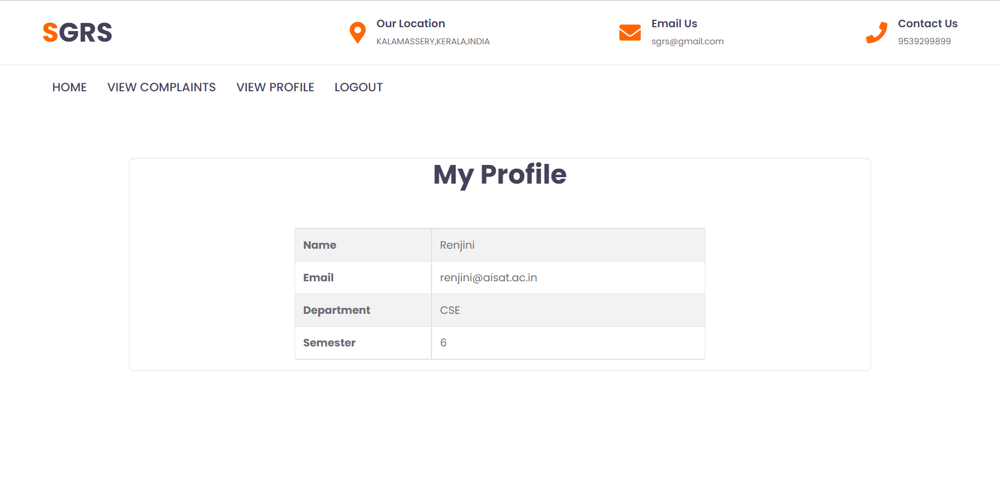 SGRS
Our Location
KALAMASSERY,KERALA,INDIA
Email Us
sgrs@gmail.com
Contact Us
9539299899
HOME VIEW COMPLAINTS VIEW PROFILE LOGOUT
My Profile
Name Renjini
Email renjini@aisat.ac.in
Department CSE
Semester 6